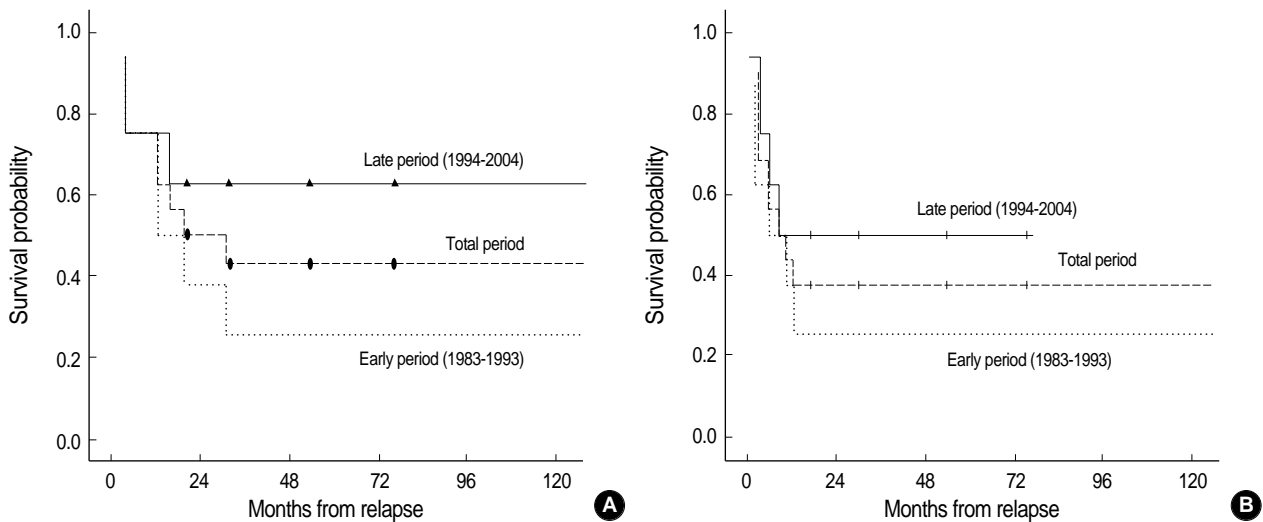 1.0
0.8
0.6
0.4
0.2
0.0
Survival probability
Late period (1994-2004)
Total period
Early period (1983-1993)
0 24 48 72 96 120
Months from relapse
A
1.0
0.8
0.6
0.4
0.2
0.0
Survival probability
Late period (1994-2004)
Total period
Early period (1983-1993)
0 24 48 72 96 120
Months from relapse
B